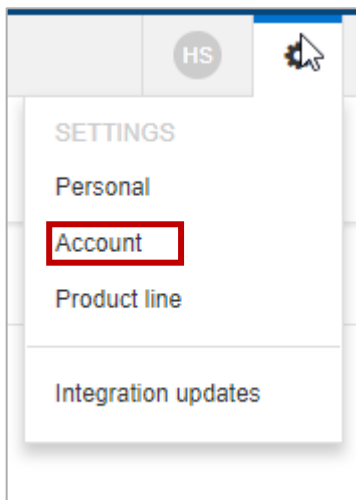 HS
SETTINGS
Personal
Account
Product line
Integration updates